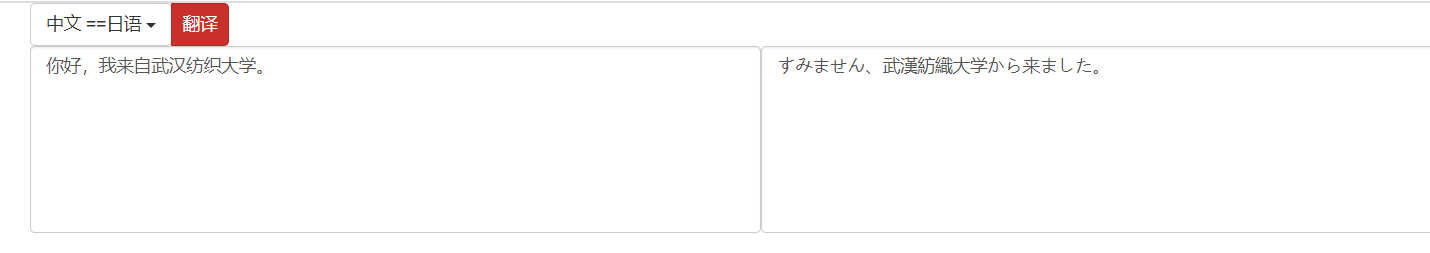 中文 ==日语 翻译
你好，我来自武汉纺织大学。
すみません、武漢紡織大学から来ました。